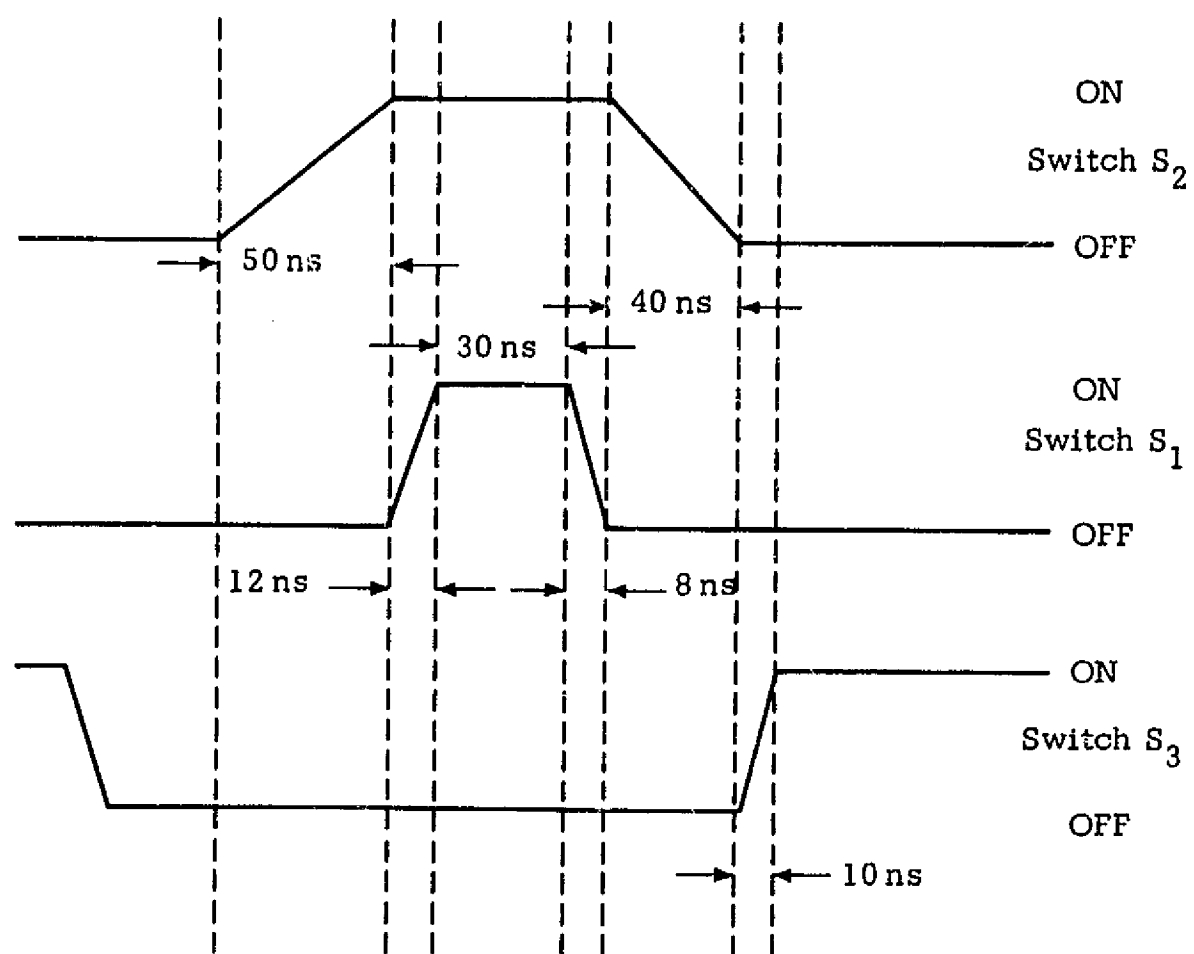 ON
Switch S2
OFF
50 ns
40 ns
30 ns
ON
Switch S1
OFF
12 ns
8 ns
ON
Switch S3
OFF
10 ns